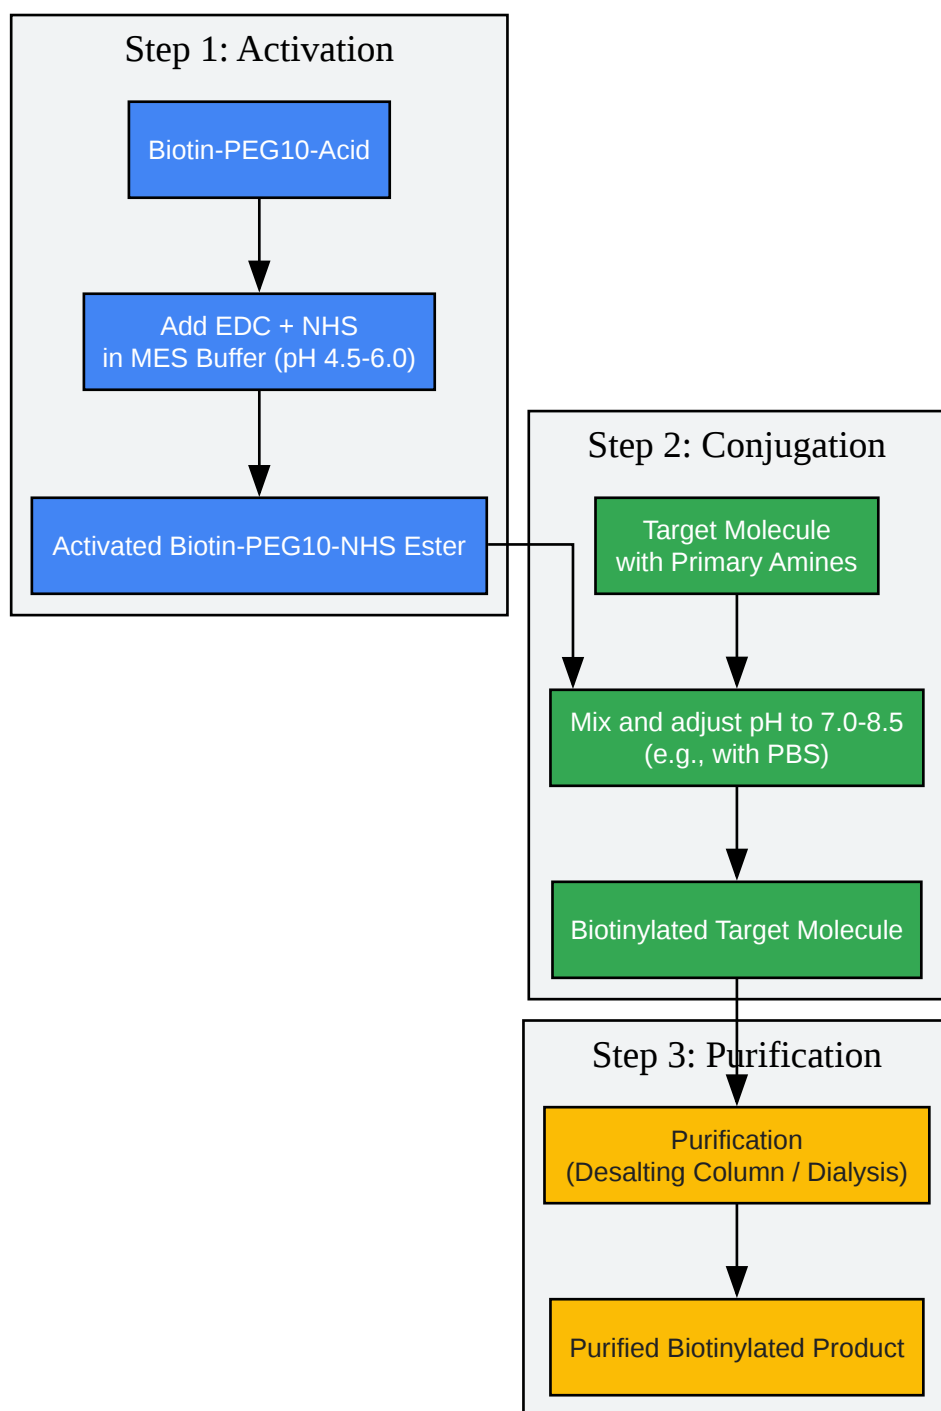 Step 1: Activation
Biotin-PEG10-Acid
Add EDC + NHS
in MES Buffer (pH 4.5-6.0)
Activated Biotin-PEG10-NHS Ester
Step 2: Conjugation
Target Molecule
with Primary Amines
Mix and adjust pH to 7.0-8.5
(e.g., with PBS)
Biotinylated Target Molecule
Step 3: Purification
Purification
(Desalting Column / Dialysis)
Purified Biotinylated Product